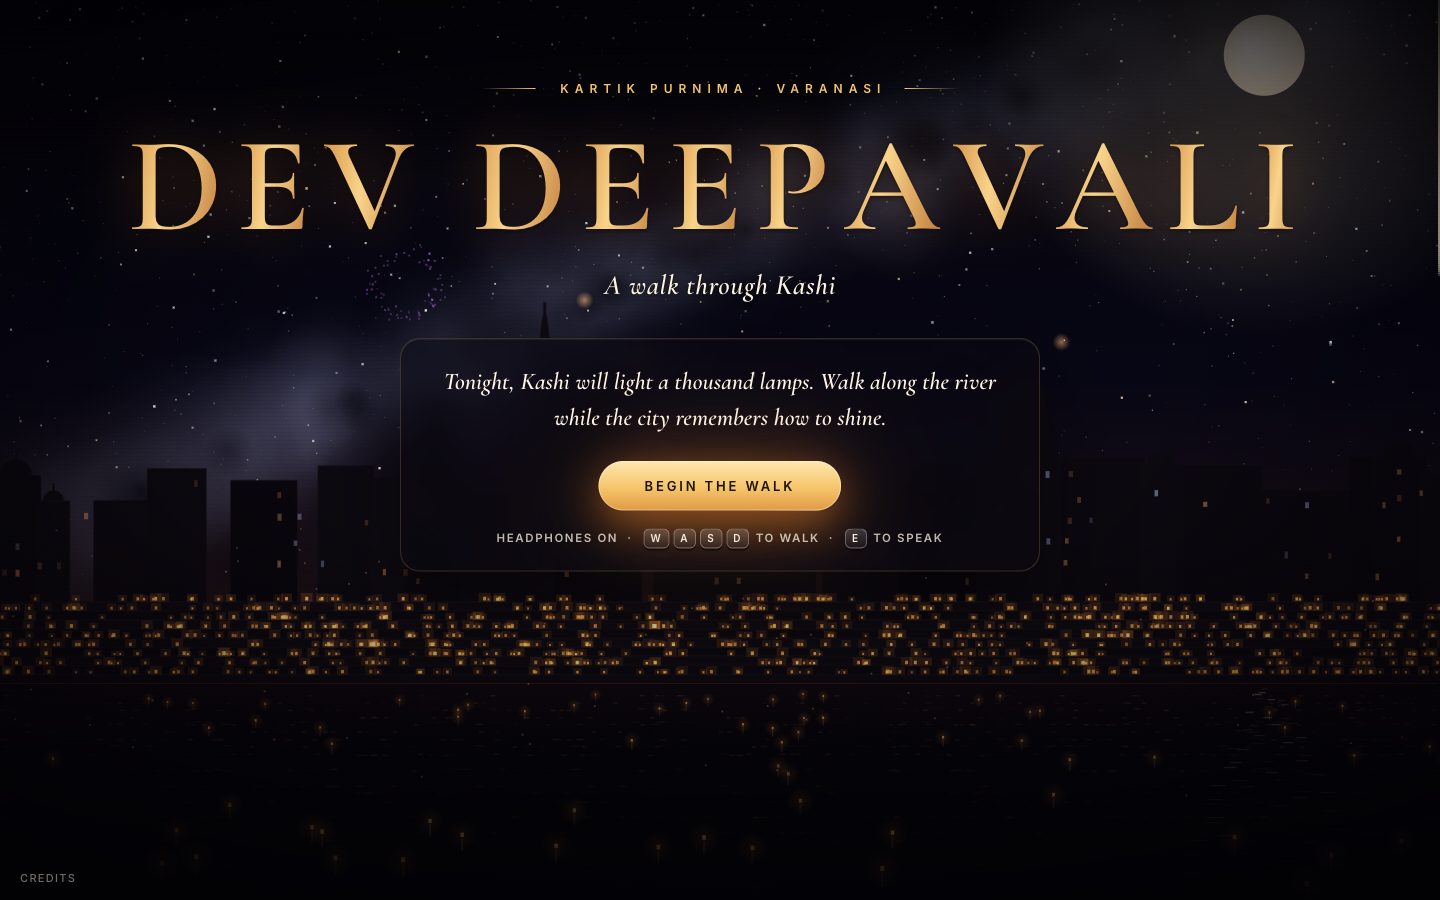 KARTIK PURNIMA · VARANASI
DEV DEEPAVALI
A walk through Kashi
Tonight, Kashi will light a thousand lamps. Walk along the river
while the city remembers how to shine.
BEGIN THE WALK
HEADPHONES ON · W A S D TO WALK · E TO SPEAK
CREDITS